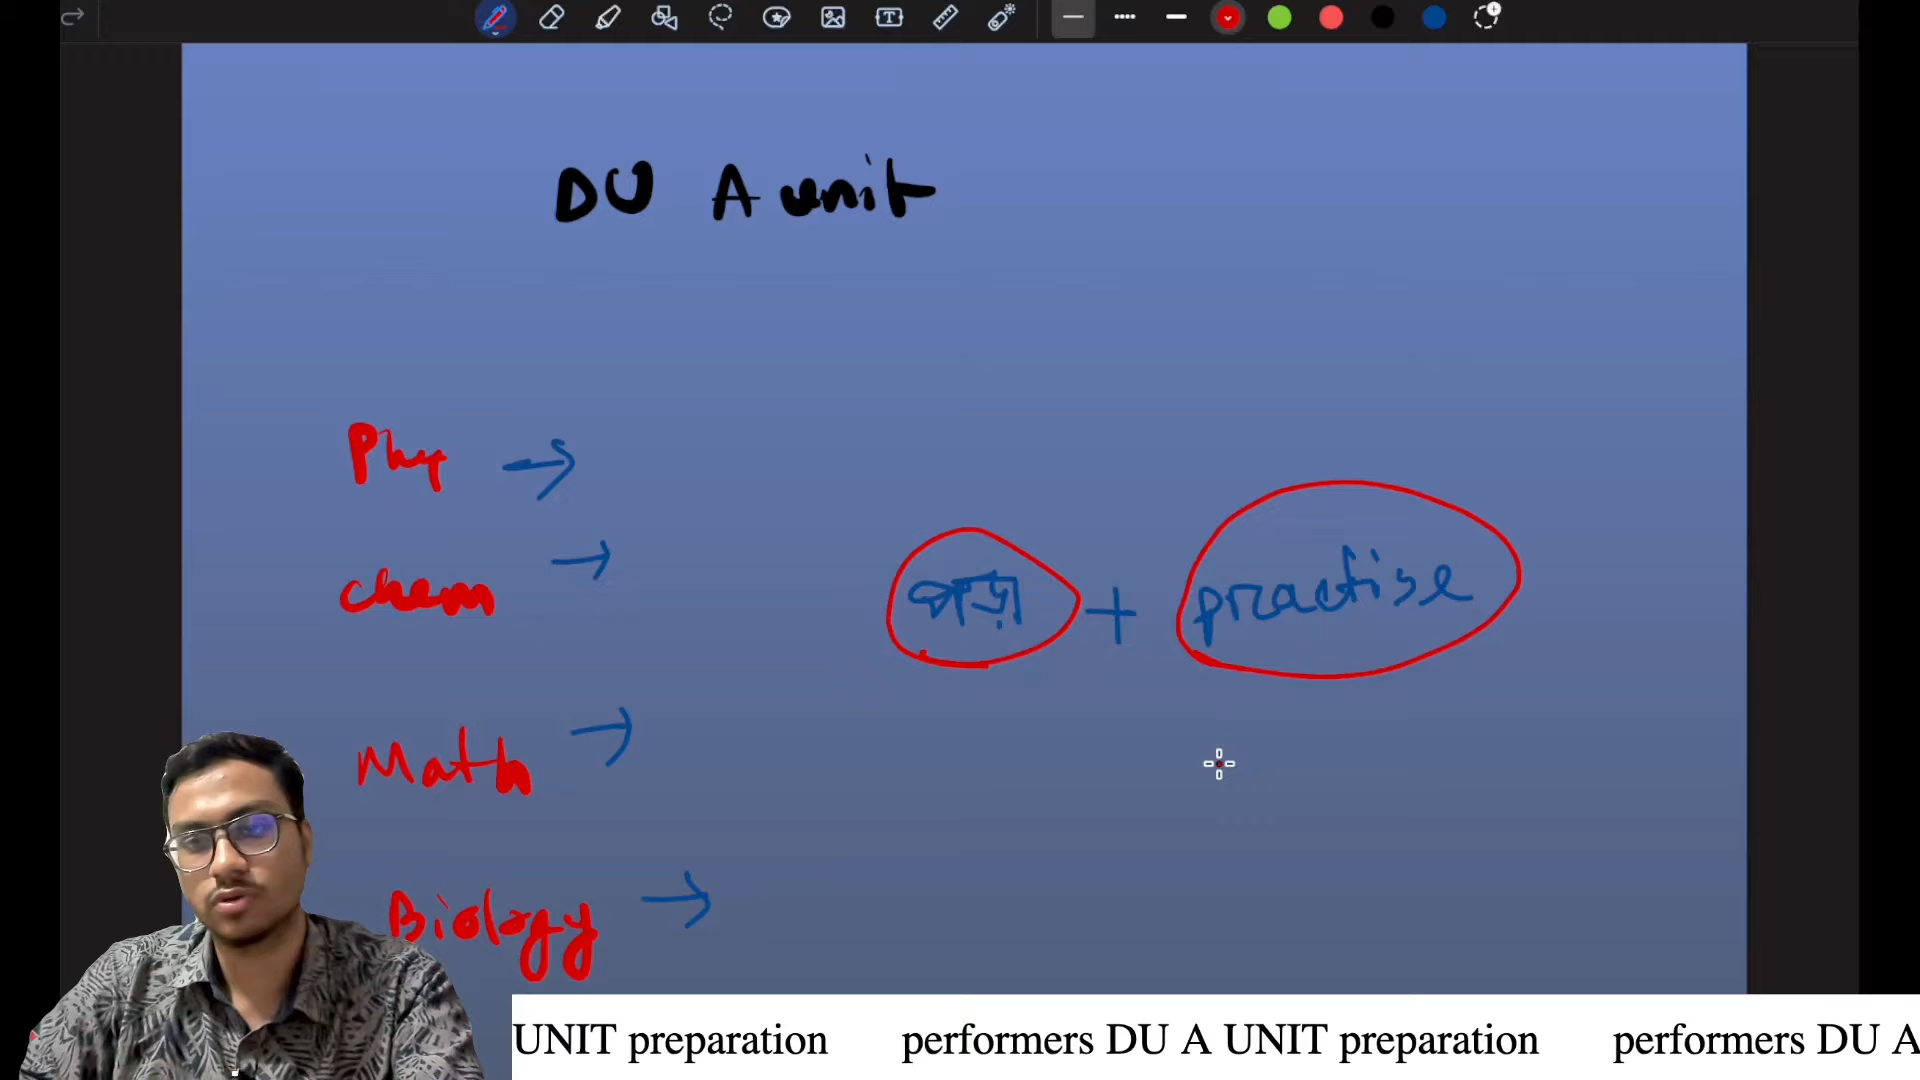 DU A unit
Phy →
chem →
পড়া + practise
Math →
Biology →
UNIT preparation performers DU A UNIT preparation performers DU A